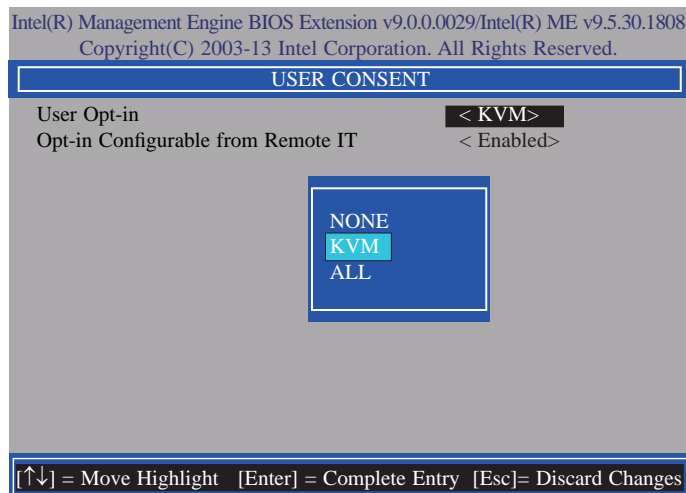 Intel(R) Management Engine BIOS Extension v9.0.0.0029/Intel(R) ME v9.5.30.1808
Copyright(C) 2003-13 Intel Corporation. All Rights Reserved.
USER CONSENT
User Opt-in < KVM>
Opt-in Configurable from Remote IT < Enabled>
NONE
KVM
ALL
[↑↓] = Move Highlight [Enter] = Complete Entry [Esc]= Discard Changes